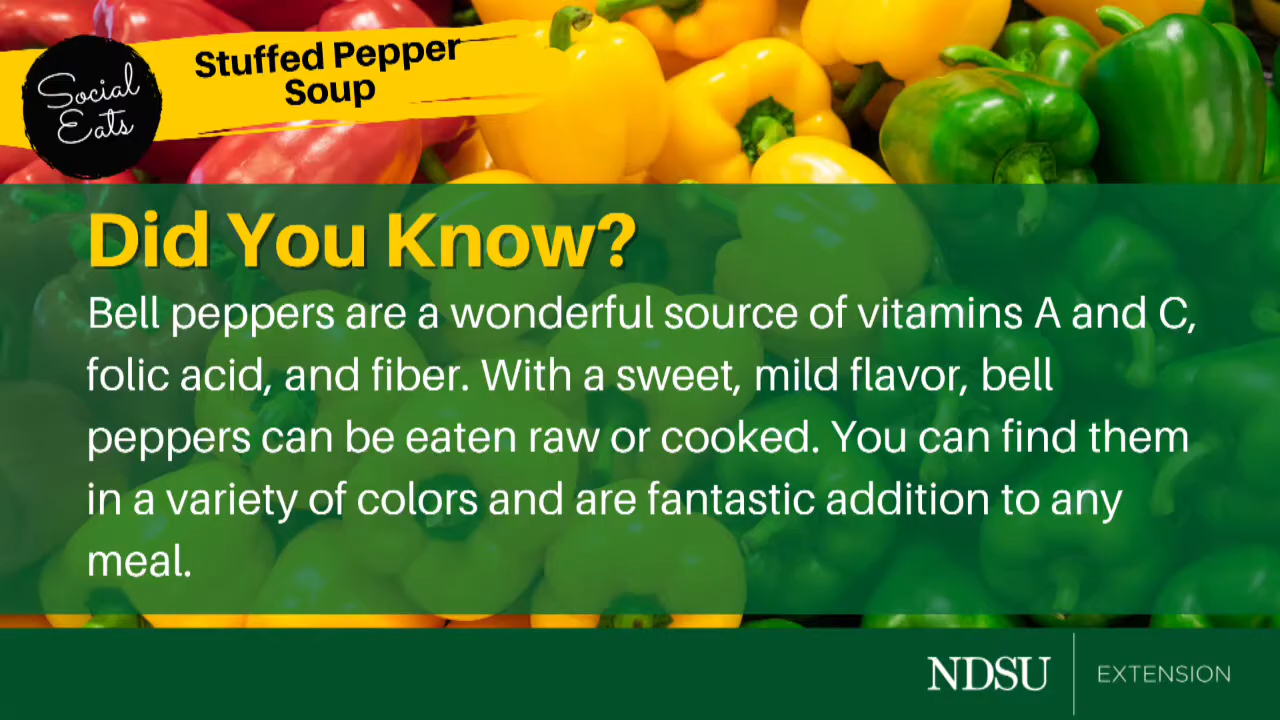 Social
Eats
Stuffed Pepper
Soup
Did You Know?
Bell peppers are a wonderful source of vitamins A and C,
folic acid, and fiber. With a sweet, mild flavor, bell
peppers can be eaten raw or cooked. You can find them
in a variety of colors and are fantastic addition to any
meal.
NDSU
EXTENSION